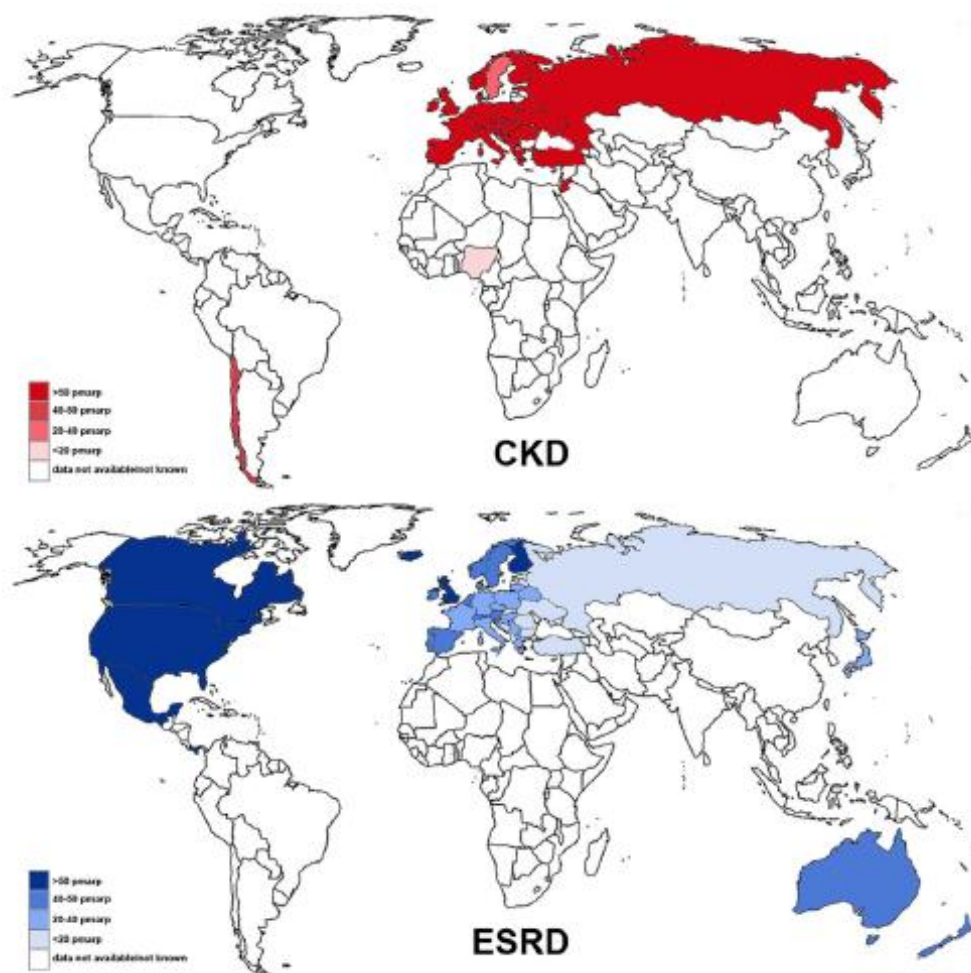 >50 pmarp
40-50 pmarp
20-40 pmarp
<20 pmarp
data not available/not known
CKD
>50 pmarp
40-50 pmarp
20-40 pmarp
<20 pmarp
data not available/not known
ESRD